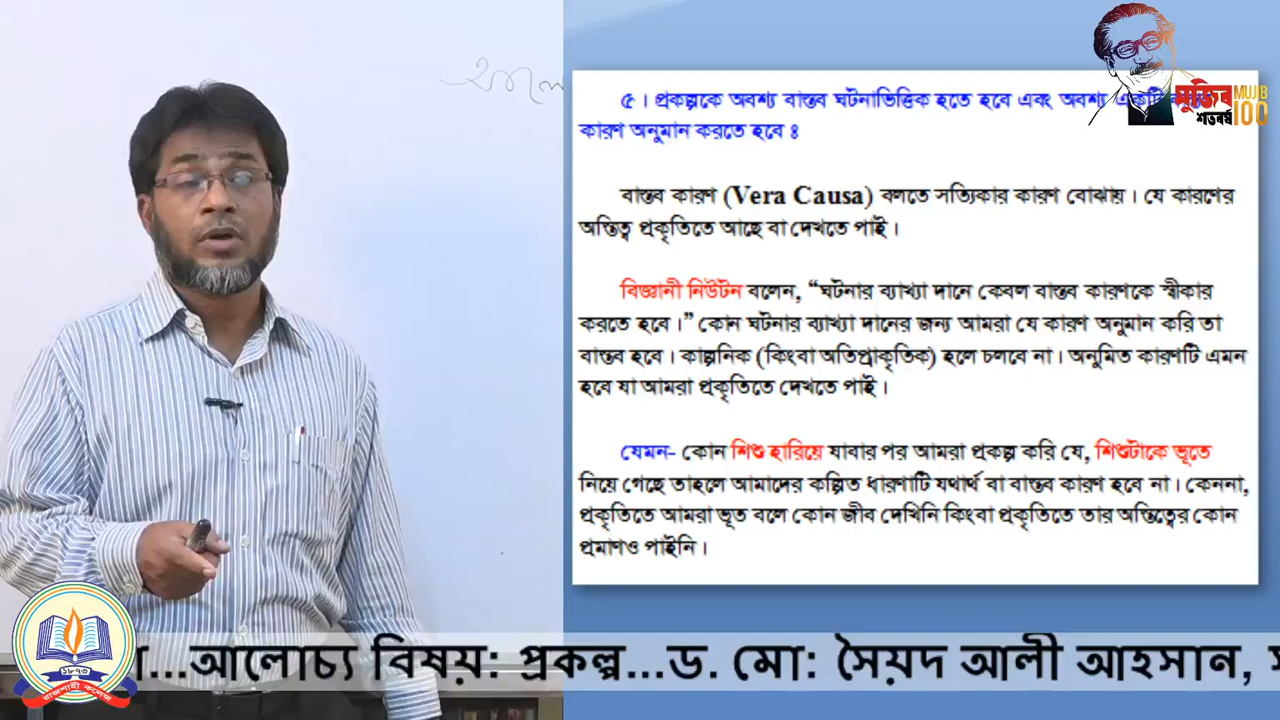 ৫। প্রকল্পকে অবশ্য বাস্তব ঘটনাভিত্তিক হতে হবে এবং অবশ্য একটি
কারণ অনুমান করতে হবে ঃ
বাস্তব কারণ (Vera Causa) বলতে সত্যিকার কারণ বোঝায়। যে কারণের
অস্তিত্ব প্রকৃতিতে আছে বা দেখতে পাই।
বিজ্ঞানী নিউটন বলেন, “ঘটনার ব্যাখ্যা দানে কেবল বাস্তব কারণকে স্বীকার
করতে হবে।” কোন ঘটনার ব্যাখ্যা দানের জন্য আমরা যে কারণ অনুমান করি তা
বাস্তব হবে। কাল্পনিক (কিংবা অতিপ্রাকৃতিক) হলে চলবে না। অনুমিত কারণটি এমন
হবে যা আমরা প্রকৃতিতে দেখতে পাই।
যেমন- কোন শিশু হারিয়ে যাবার পর আমরা প্রকল্প করি যে, শিশুটাকে ভূতে
নিয়ে গেছে তাহলে আমাদের কল্পিত ধারণাটি যথার্থ বা বাস্তব কারণ হবে না। কেননা,
প্রকৃতিতে আমরা ভূত বলে কোন জীব দেখিনি কিংবা প্রকৃতিতে তার অস্তিত্বের কোন
প্রমাণও পাইনি।
মুজিব MUJIB
শতবর্ষ 100
১৮৭৩
রাজশাহী কলেজ
...আলোচ্য বিষয়: প্রকল্প...ড. মো: সৈয়দ আলী আহসান,